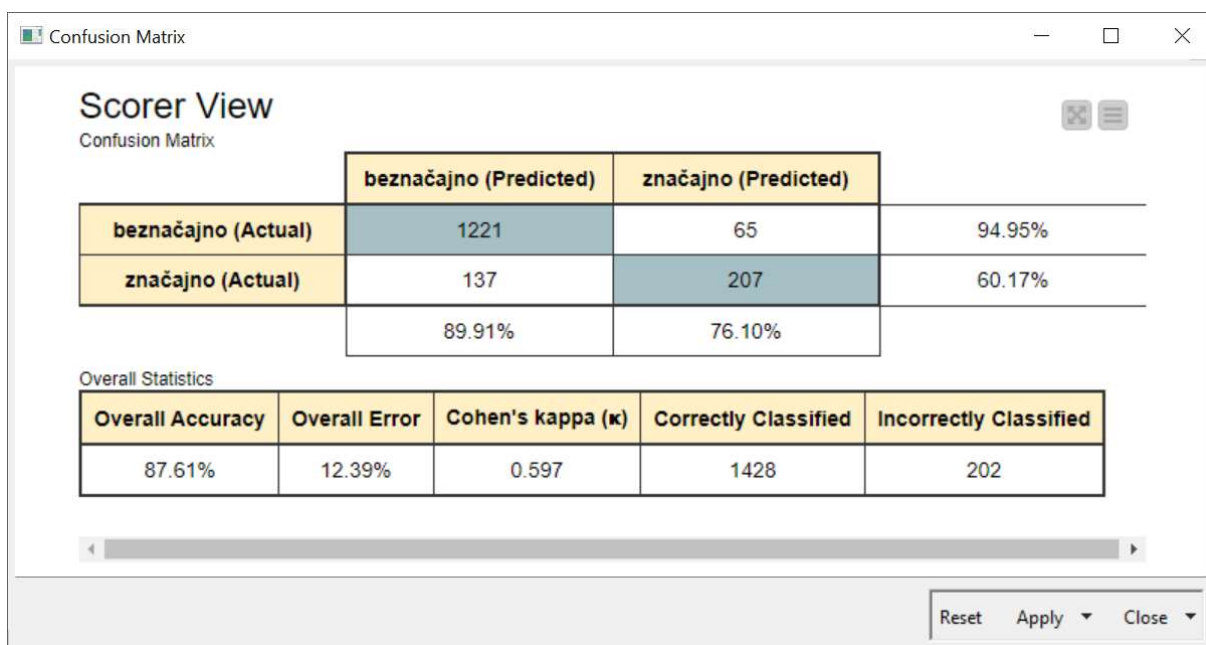 Confusion Matrix
Scorer View
Confusion Matrix
beznačajno (Predicted) značajno (Predicted)
beznačajno (Actual) 1221 65 94.95%
značajno (Actual) 137 207 60.17%
89.91% 76.10%
Overall Statistics
Overall Accuracy Overall Error Cohen's kappa (κ) Correctly Classified Incorrectly Classified
87.61% 12.39% 0.597 1428 202
Reset Apply Close